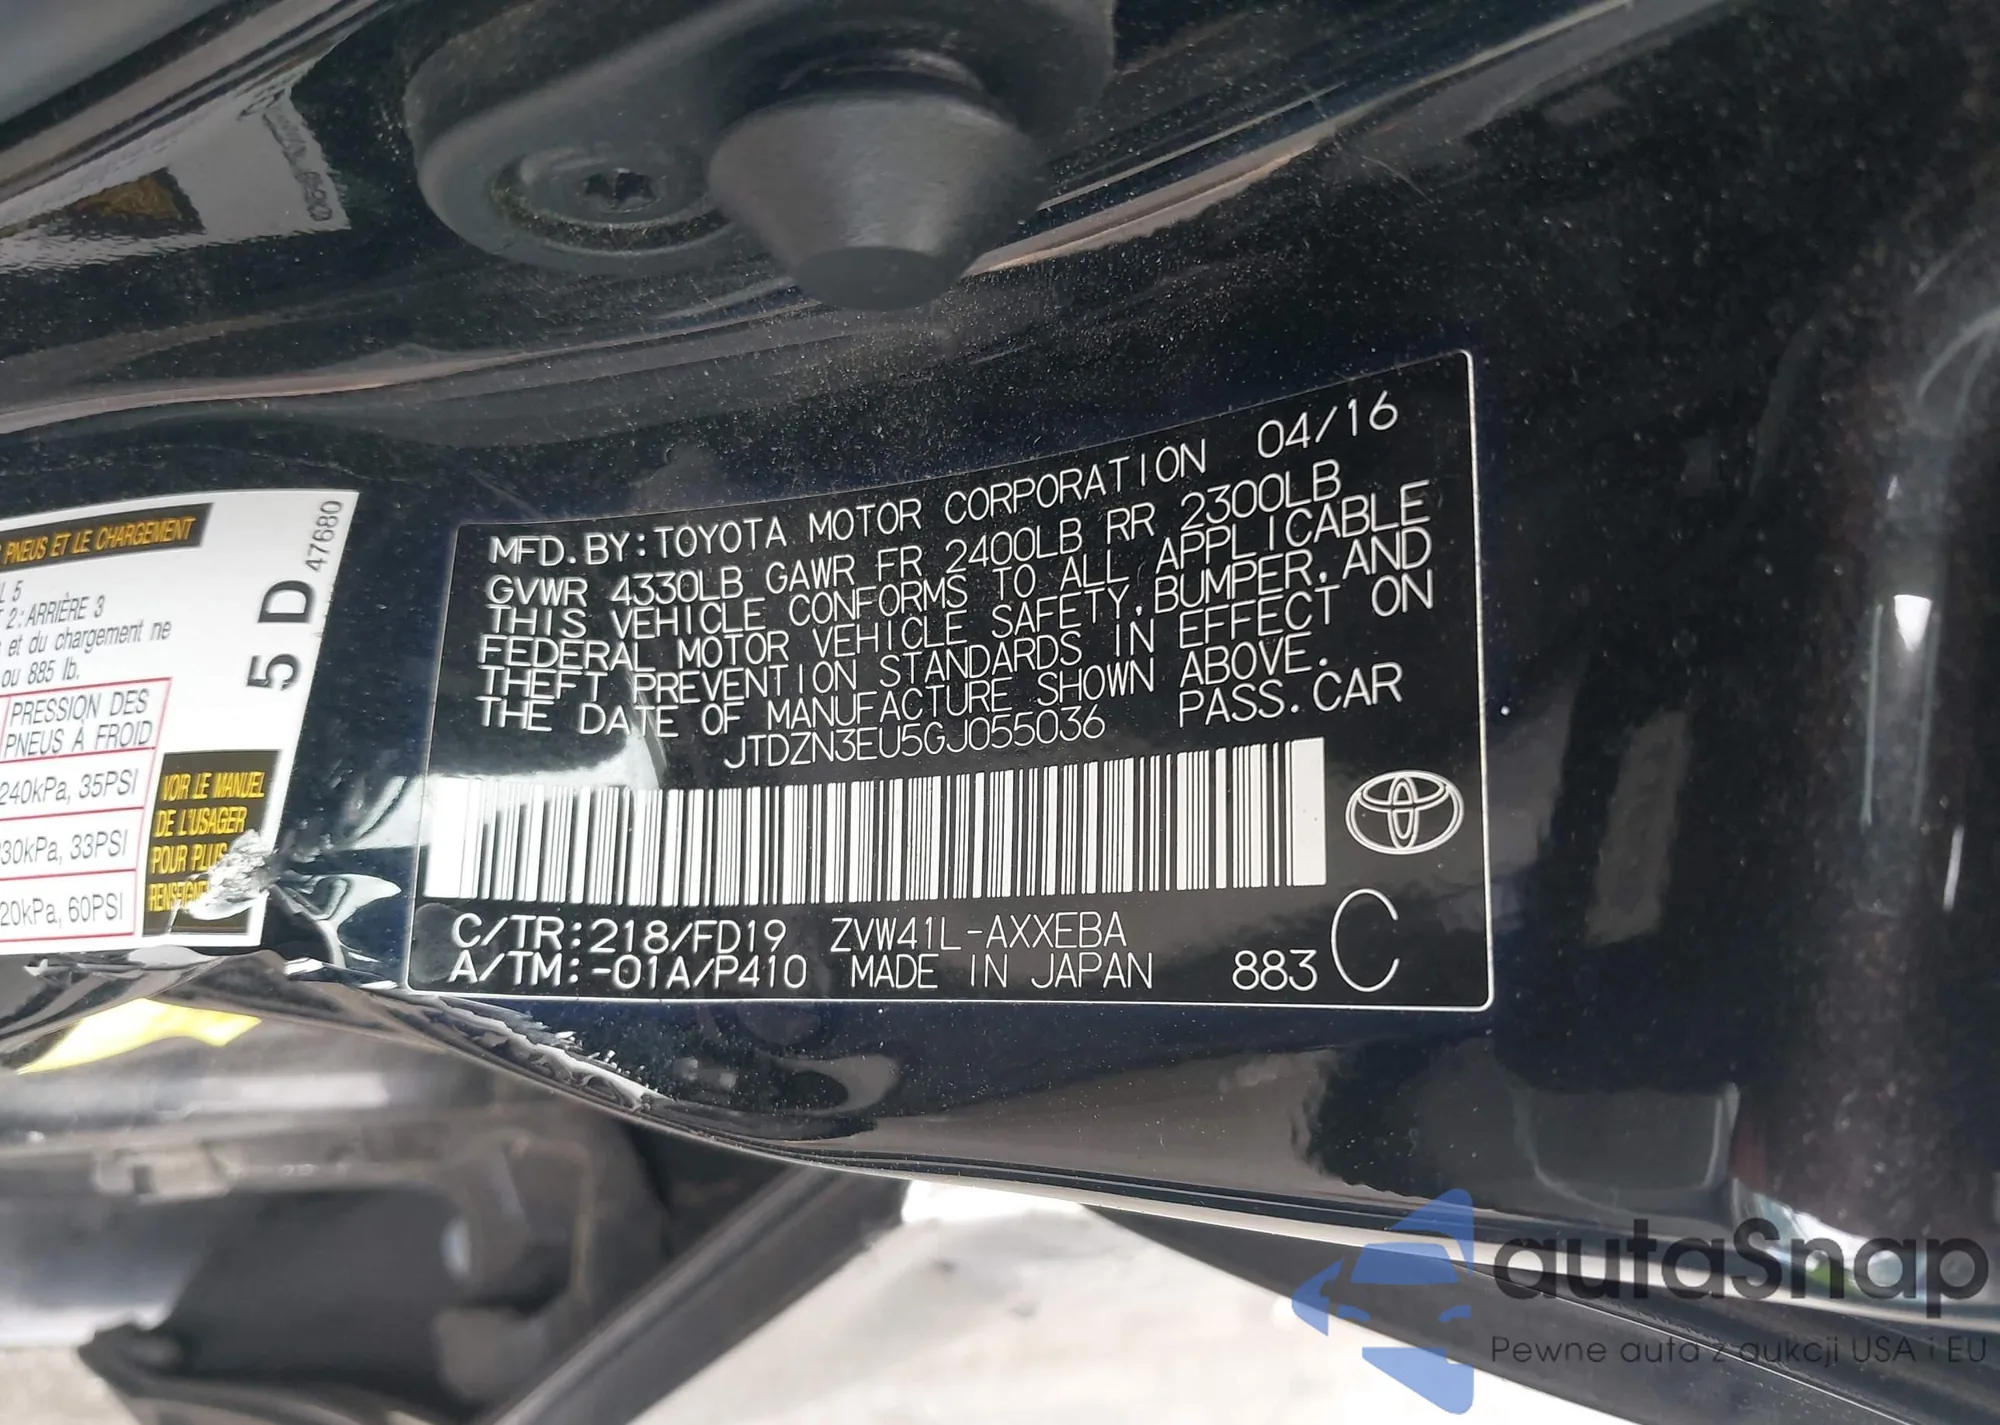 PNEUS ET LE CHARGEMENT
5 D
47680
L 5
2: ARRIÈRE 3
et du chargement ne
ou 885 lb.
PRESSION DES
PNEUS À FROID
240kPa, 35PSI
30kPa, 33PSI
20kPa, 60PSI
VOIR LE MANUEL
DE L'USAGER
POUR PLUS
MFD. BY: TOYOTA MOTOR CORPORATION 04/16
GVWR 4330LB GAWR FR 2400LB RR 2300LB
THIS VEHICLE CONFORMS TO ALL APPLICABLE
FEDERAL MOTOR VEHICLE SAFETY, BUMPER, AND
THEFT PREVENTION STANDARDS IN EFFECT ON
THE DATE OF MANUFACTURE SHOWN ABOVE.
JTDZN3EU5GJ055036 PASS. CAR
C/TR: 218/FD19 ZVW41L-AXXEBA
A/TM: -01A/P410 MADE IN JAPAN 883 C
autaSnap
Pewne auta z aukcji USA i EU